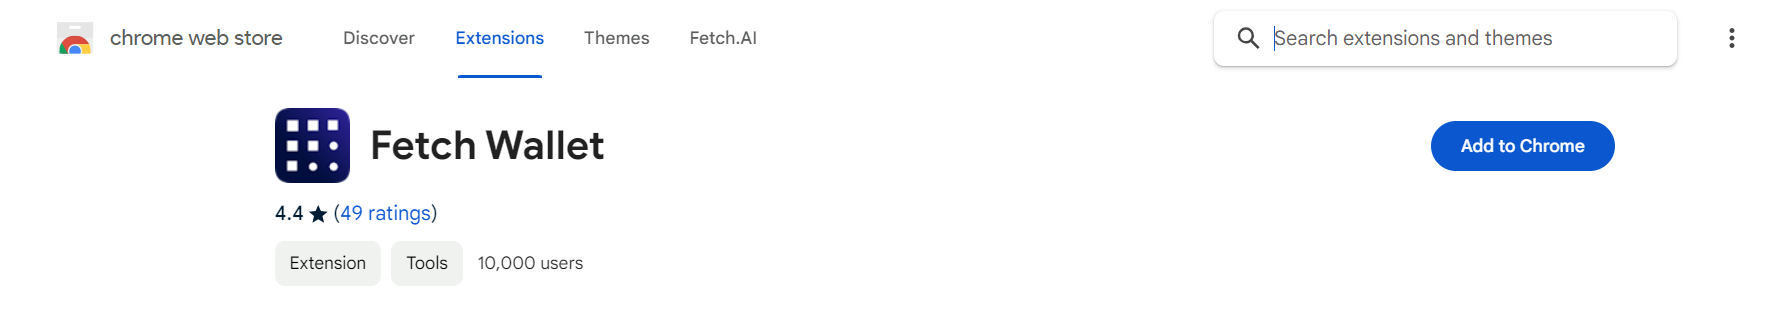 chrome web store Discover Extensions Themes Fetch.AI Search extensions and themes
Fetch Wallet Add to Chrome
4.4 ★ (49 ratings)
Extension Tools 10,000 users